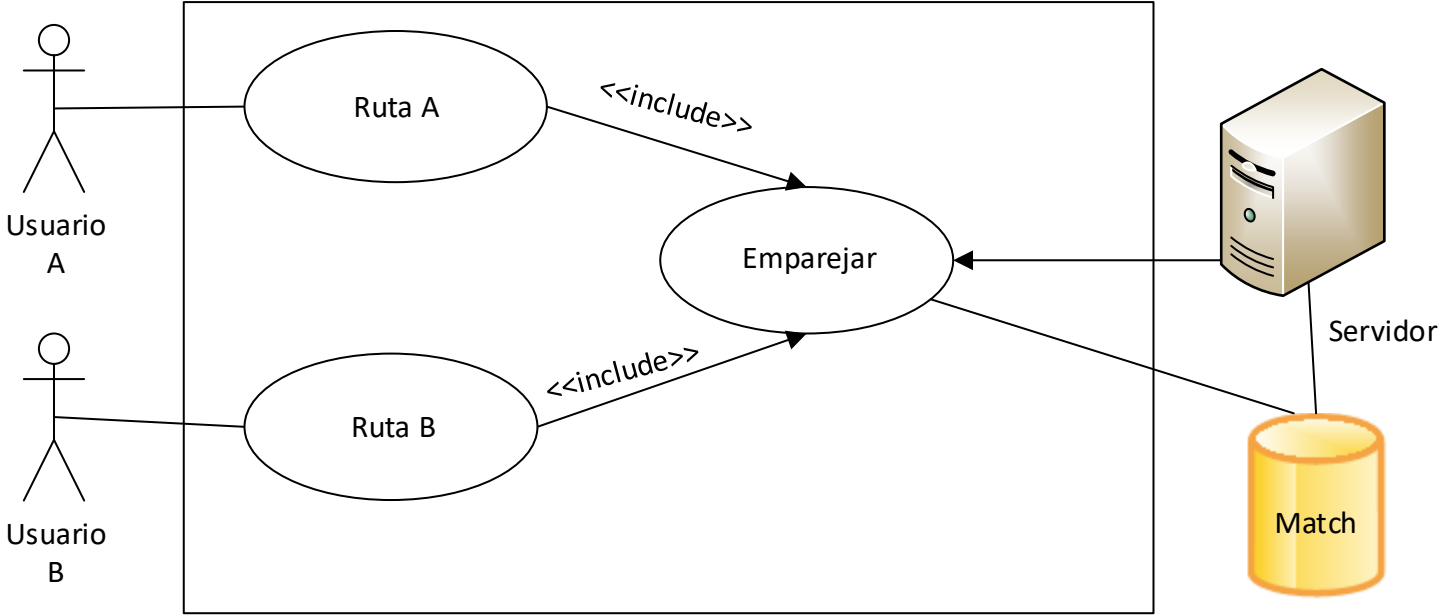 Ruta A
<<include>>
Usuario
A
Emparejar
Servidor
<<include>>
Ruta B
Usuario
B
Match